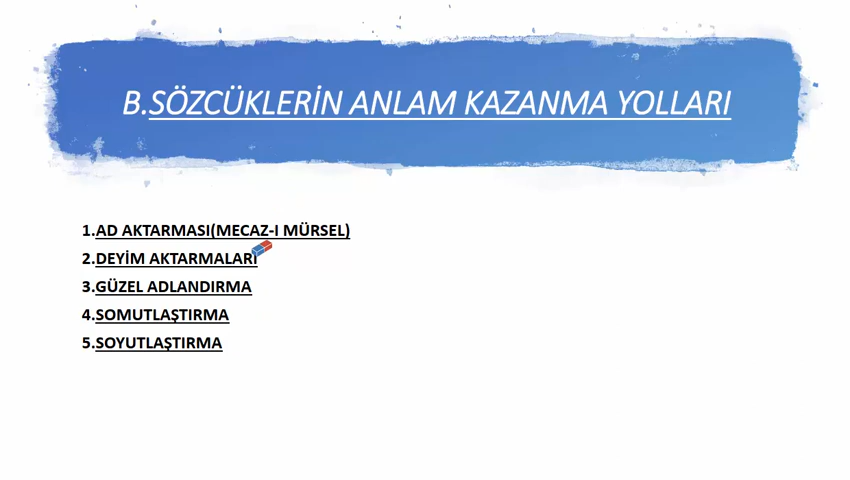 B.SÖZCÜKLERİN ANLAM KAZANMA YOLLARI
1.AD AKTARMASI(MECAZ-I MÜRSEL)
2.DEYİM AKTARMALARI
3.GÜZEL ADLANDIRMA
4.SOMUTLAŞTIRMA
5.SOYUTLAŞTIRMA